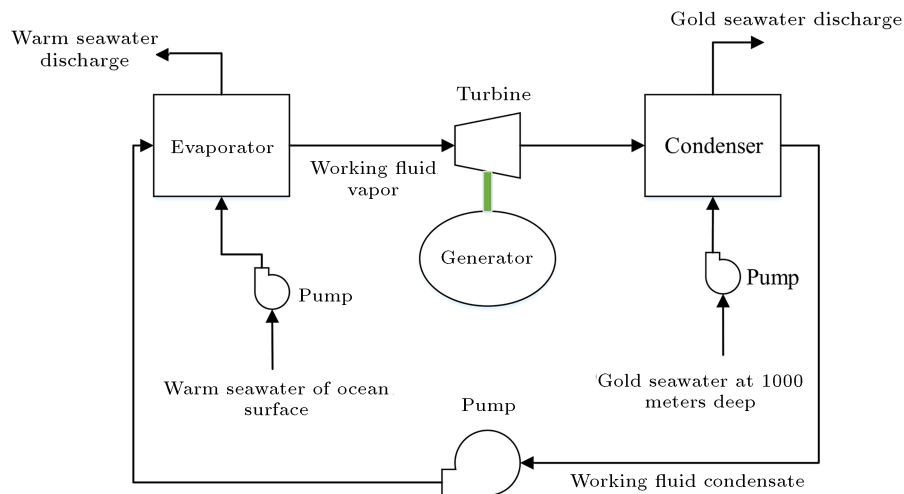 Gold seawater discharge
Warm seawater
discharge
Turbine
Evaporator
Condenser
Working fluid
vapor
Generator
Pump
Pump
Warm seawater of ocean
surface
Gold seawater at 1000
meters deep
Pump
Working fluid condensate